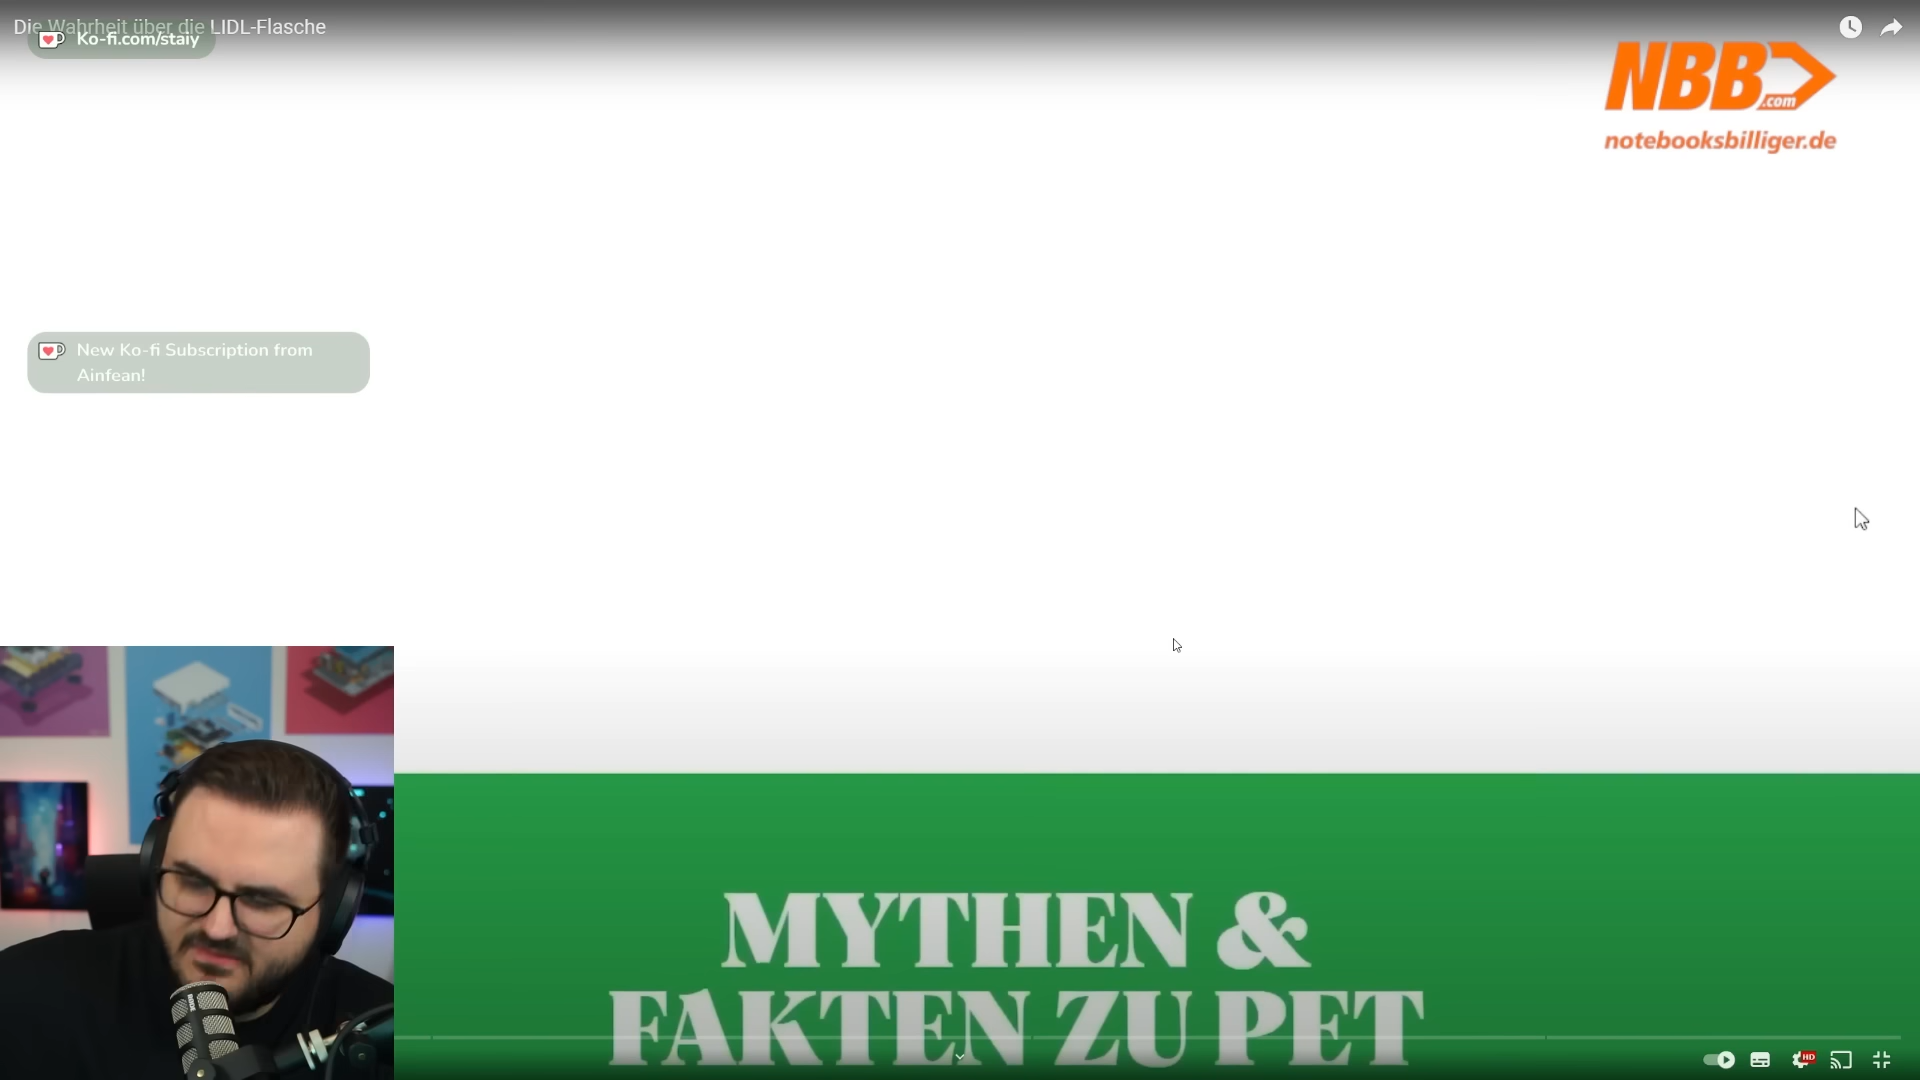 Die Wahrheit über die LIDL-Flasche
Ko-fi.com/staiy
NBB.com
notebooksbilliger.de
New Ko-fi Subscription from
Ainfean!
MYTHEN &
FAKTEN ZU PET
HD